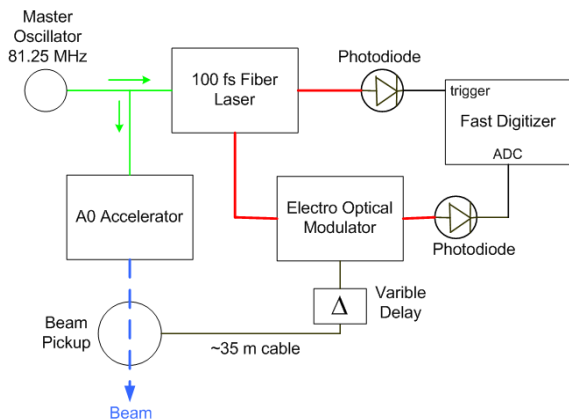 Master
Oscillator
81.25 MHz
100 fs Fiber
Laser
Photodiode
trigger
Fast Digitizer
ADC
A0 Accelerator
Electro Optical
Modulator
Photodiode
Beam
Pickup
Δ
Varible
Delay
~35 m cable
Beam